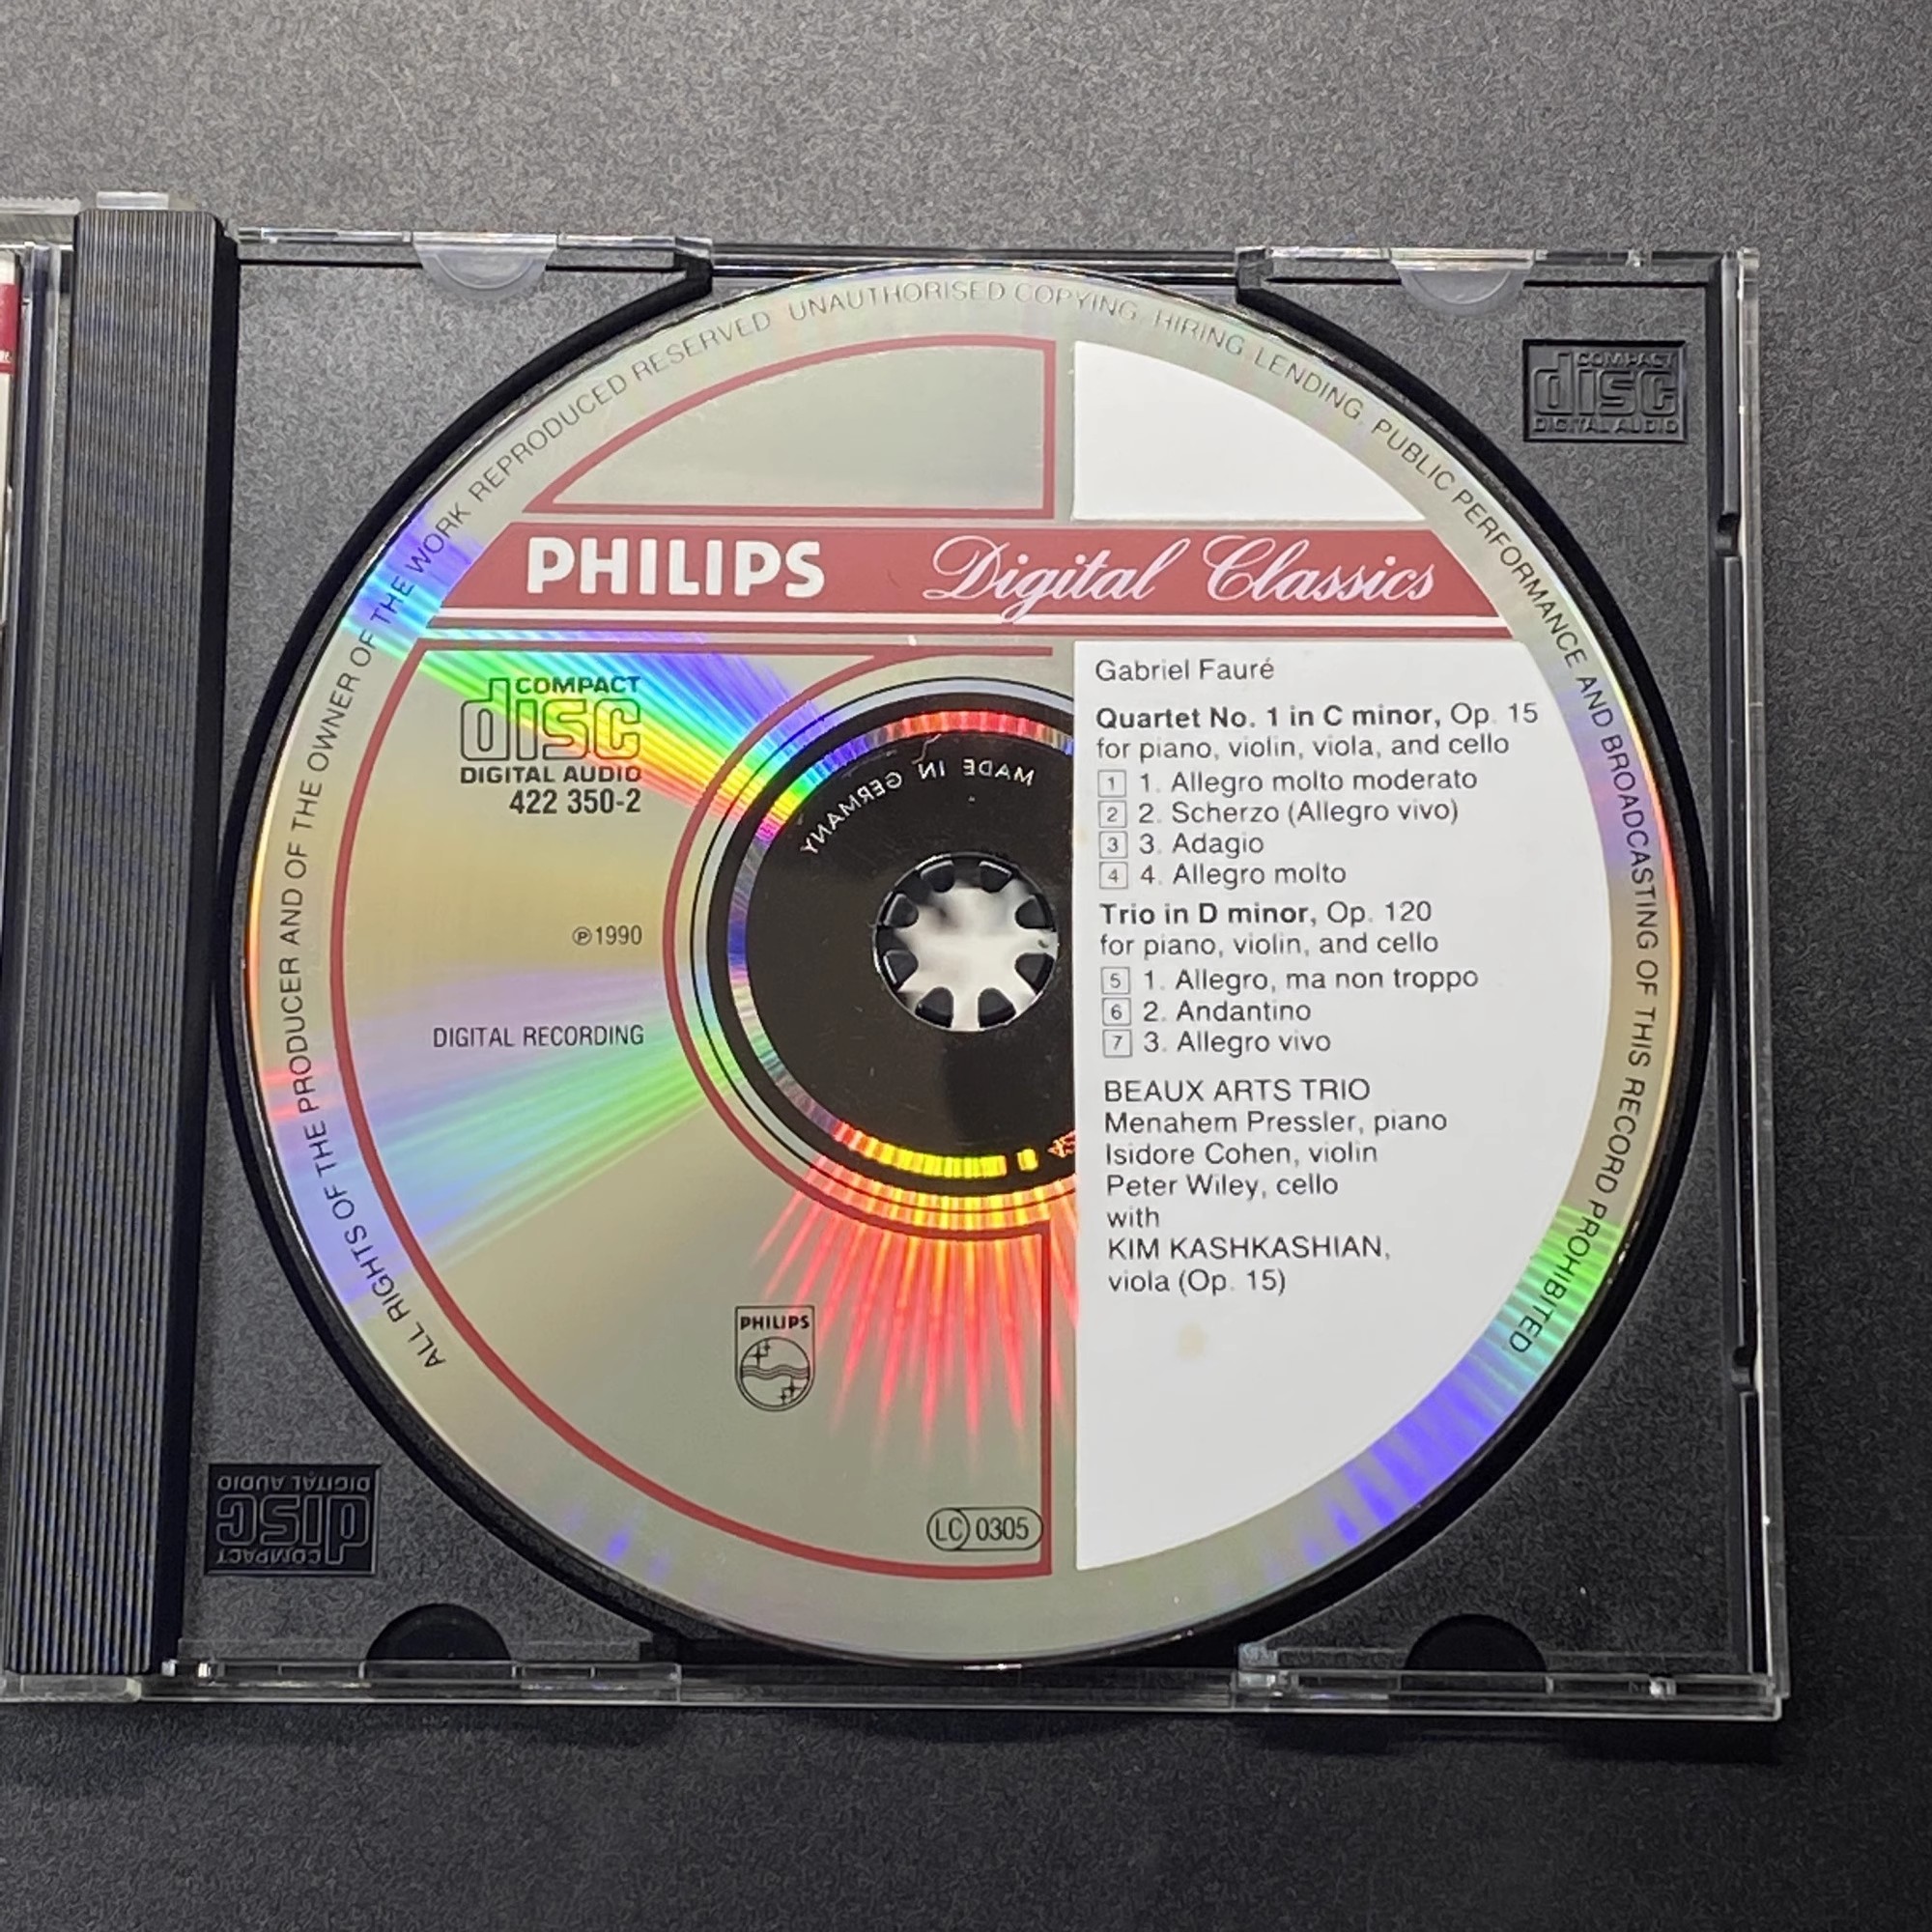 ALL RIGHTS OF THE PRODUCER AND OF THE OWNER OF THE WORK REPRODUCED RESERVED UNAUTHORISED COPYING HIRING LENDING PUBLIC PERFORMANCE AND BROADCASTING OF THIS RECORD PROHIBITED
PHILIPS Digital Classics
COMPACT
disc
DIGITAL AUDIO
422 350-2
℗1990
DIGITAL RECORDING
MADE IN GERMANY
PHILIPS
LC 0305
Gabriel Fauré
Quartet No. 1 in C minor, Op. 15
for piano, violin, viola, and cello
1 1. Allegro molto moderato
2 2. Scherzo (Allegro vivo)
3 3. Adagio
4 4. Allegro molto
Trio in D minor, Op. 120
for piano, violin, and cello
5 1. Allegro, ma non troppo
6 2. Andantino
7 3. Allegro vivo
BEAUX ARTS TRIO
Menahem Pressler, piano
Isidore Cohen, violin
Peter Wiley, cello
with
KIM KASHKASHIAN,
viola (Op. 15)
COMPACT
disc
DIGITAL AUDIO
COMPACT
disc
DIGITAL AUDIO